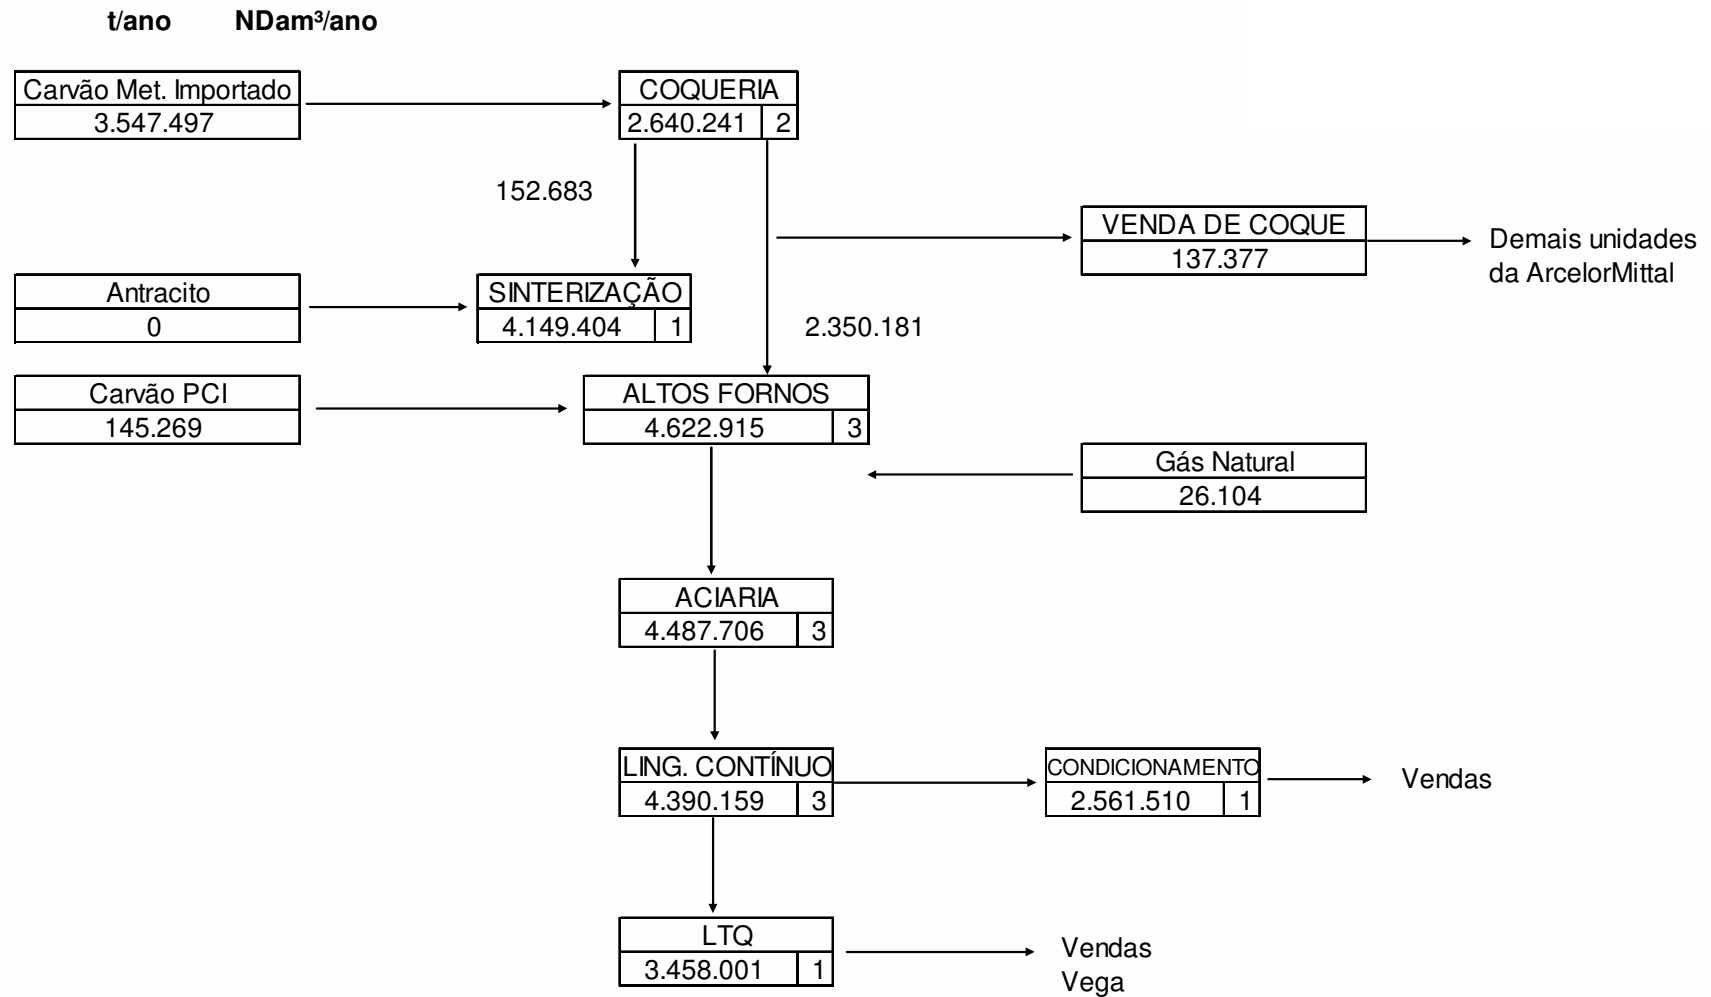 t/ano NDam³/ano
Carvão Met. Importado
3.547.497
COQUERIA
2.640.241 2
152.683
VENDA DE COQUE
137.377
Demais unidades
da ArcelorMittal
Antracito
0
SINTERIZAÇÃO
4.149.404 1
2.350.181
Carvão PCI
145.269
ALTOS FORNOS
4.622.915 3
Gás Natural
26.104
ACIARIA
4.487.706 3
LING. CONTÍNUO
4.390.159 3
CONDICIONAMENTO
2.561.510 1
Vendas
LTQ
3.458.001 1
Vendas
Vega